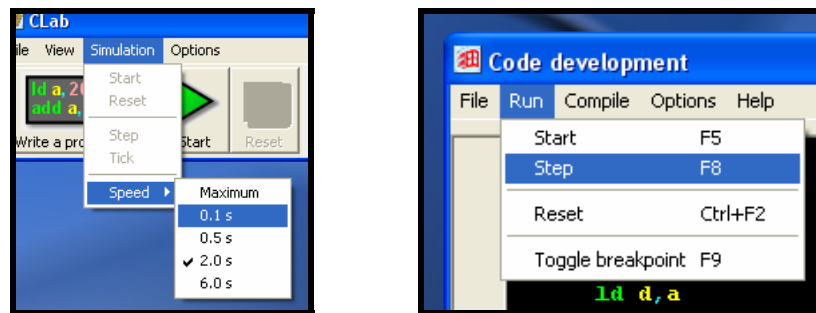 CLab
ile View Simulation Options
Start
Reset
Step
Tick
Speed
Maximum
0.1 s
0.5 s
2.0 s
6.0 s
ld a, 20
add a,
Write a pro
Start
Reset
Code development
File Run Compile Options Help
Start F5
Step F8
Reset Ctrl+F2
Toggle breakpoint F9
ld d,a